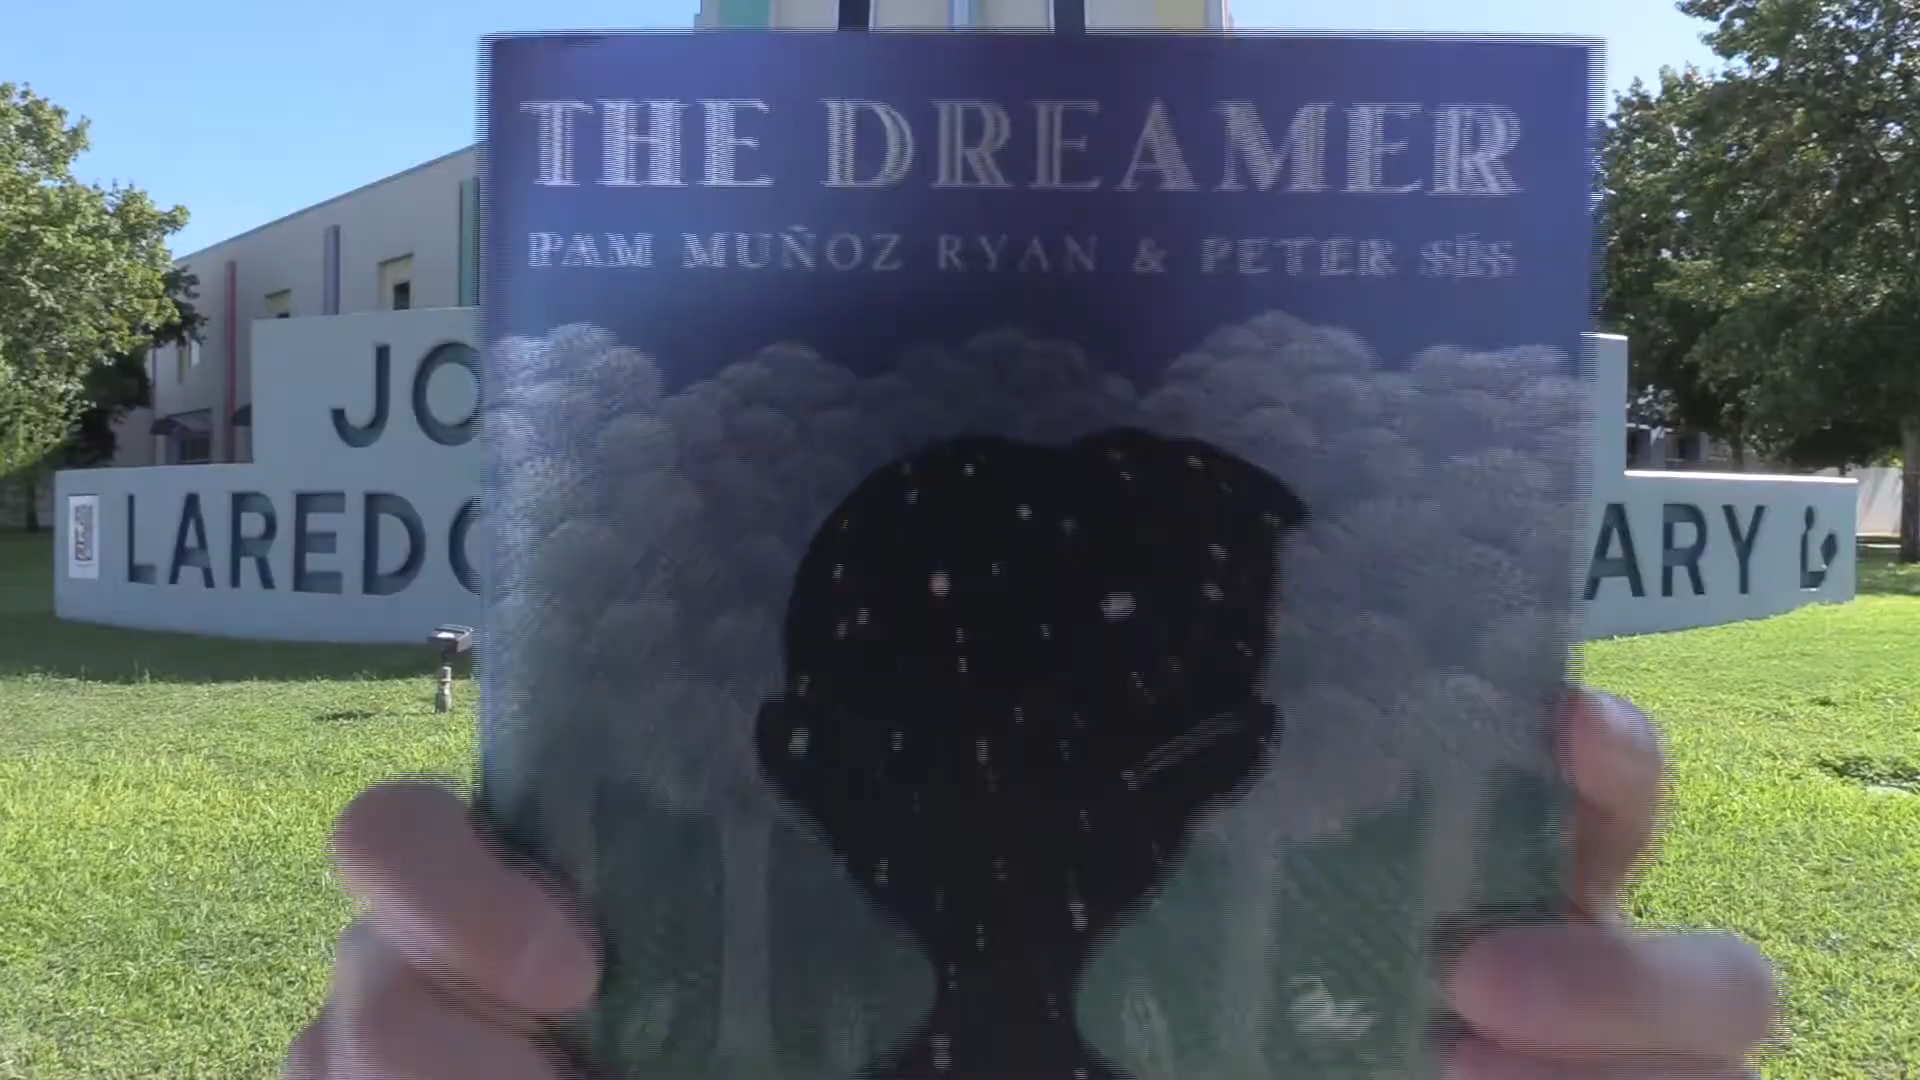 THE DREAMER
PAM MUÑOZ RYAN & PETER SÍS
JO
LAREDO
ARY